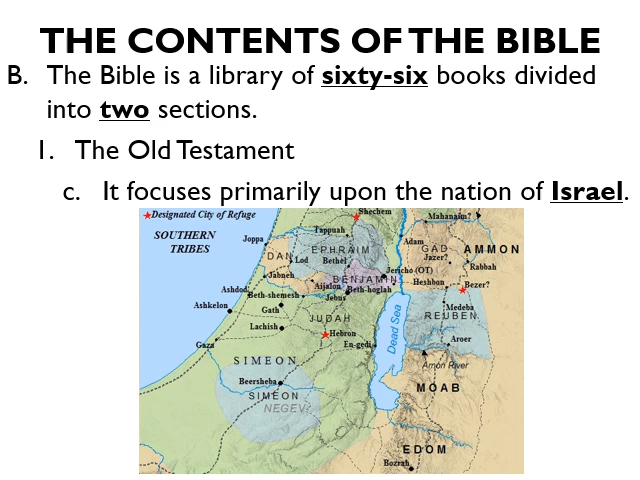 THE CONTENTS OF THE BIBLE
B. The Bible is a library of sixty-six books divided
into two sections.
1. The Old Testament
c. It focuses primarily upon the nation of Israel.
Designated City of Refuge
Shechem
Mahanaim?
SOUTHERN
TRIBES
Tappuah
Joppa
Adam
EPHRAIM
GAD
AMMON
DAN
Lod
Bethel
Jazer?
Rabbah
Jericho (OT)
Jabneh
BENJAMIN
Heshbon
Bezer?
Aijalon
Beth-hoglah
Ashdod
Beth-shemesh
Jebus
Ashkelon
Gath
Medeba
JUDAH
REUBEN
Dead Sea
Lachish
Hebron
Aroer
Gaza
En-gedi
SIMEON
Arnon River
Beersheba
MOAB
SIMEON
NEGEV
EDOM
Bozrah